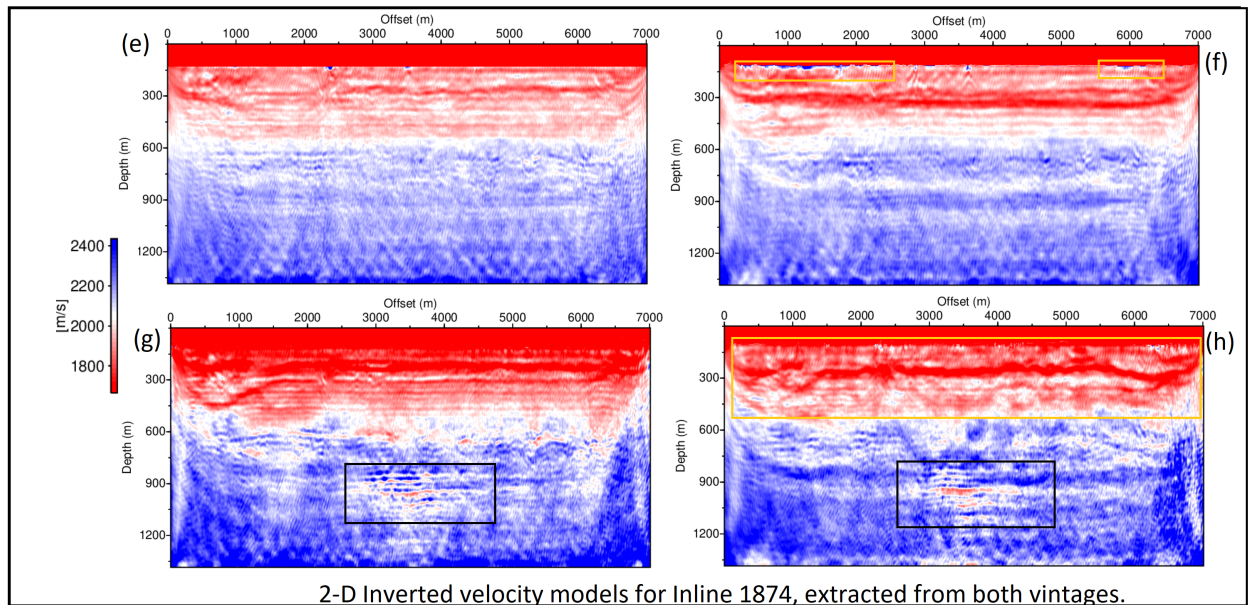 Offset (m)
0 1000 2000 3000 4000 5000 6000 7000
(e)
300
600
900
1200
Depth (m)
Offset (m)
0 1000 2000 3000 4000 5000 6000 7000
(f)
300
600
900
1200
Depth (m)
2400
2200
2000
1800
[m/s]
Offset (m)
0 1000 2000 3000 4000 5000 6000 7000
(g)
300
600
900
1200
Depth (m)
Offset (m)
0 1000 2000 3000 4000 5000 6000 7000
(h)
300
600
900
1200
Depth (m)
2-D Inverted velocity models for Inline 1874, extracted from both vintages.